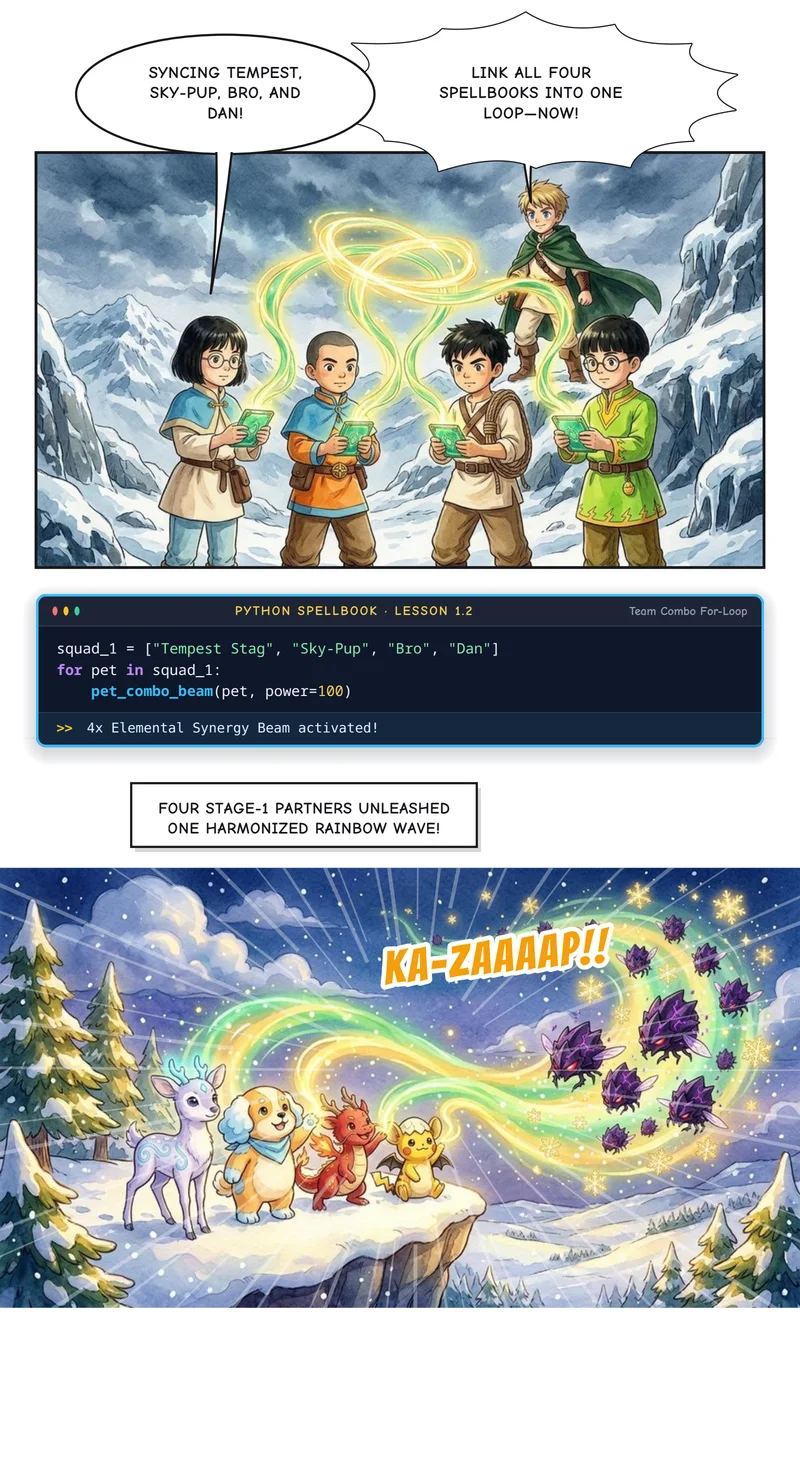 SYNCING TEMPEST,
SKY-PUP, BRO, AND
DAN!
LINK ALL FOUR
SPELLBOOKS INTO ONE
LOOP—NOW!
PYTHON SPELLBOOK · LESSON 1.2
Team Combo For-Loop
squad_1 = ["Tempest Stag", "Sky-Pup", "Bro", "Dan"]
for pet in squad_1:
    pet_combo_beam(pet, power=100)
>> 4x Elemental Synergy Beam activated!
FOUR STAGE-1 PARTNERS UNLEASHED
ONE HARMONIZED RAINBOW WAVE!
KA-ZAAAAP!!